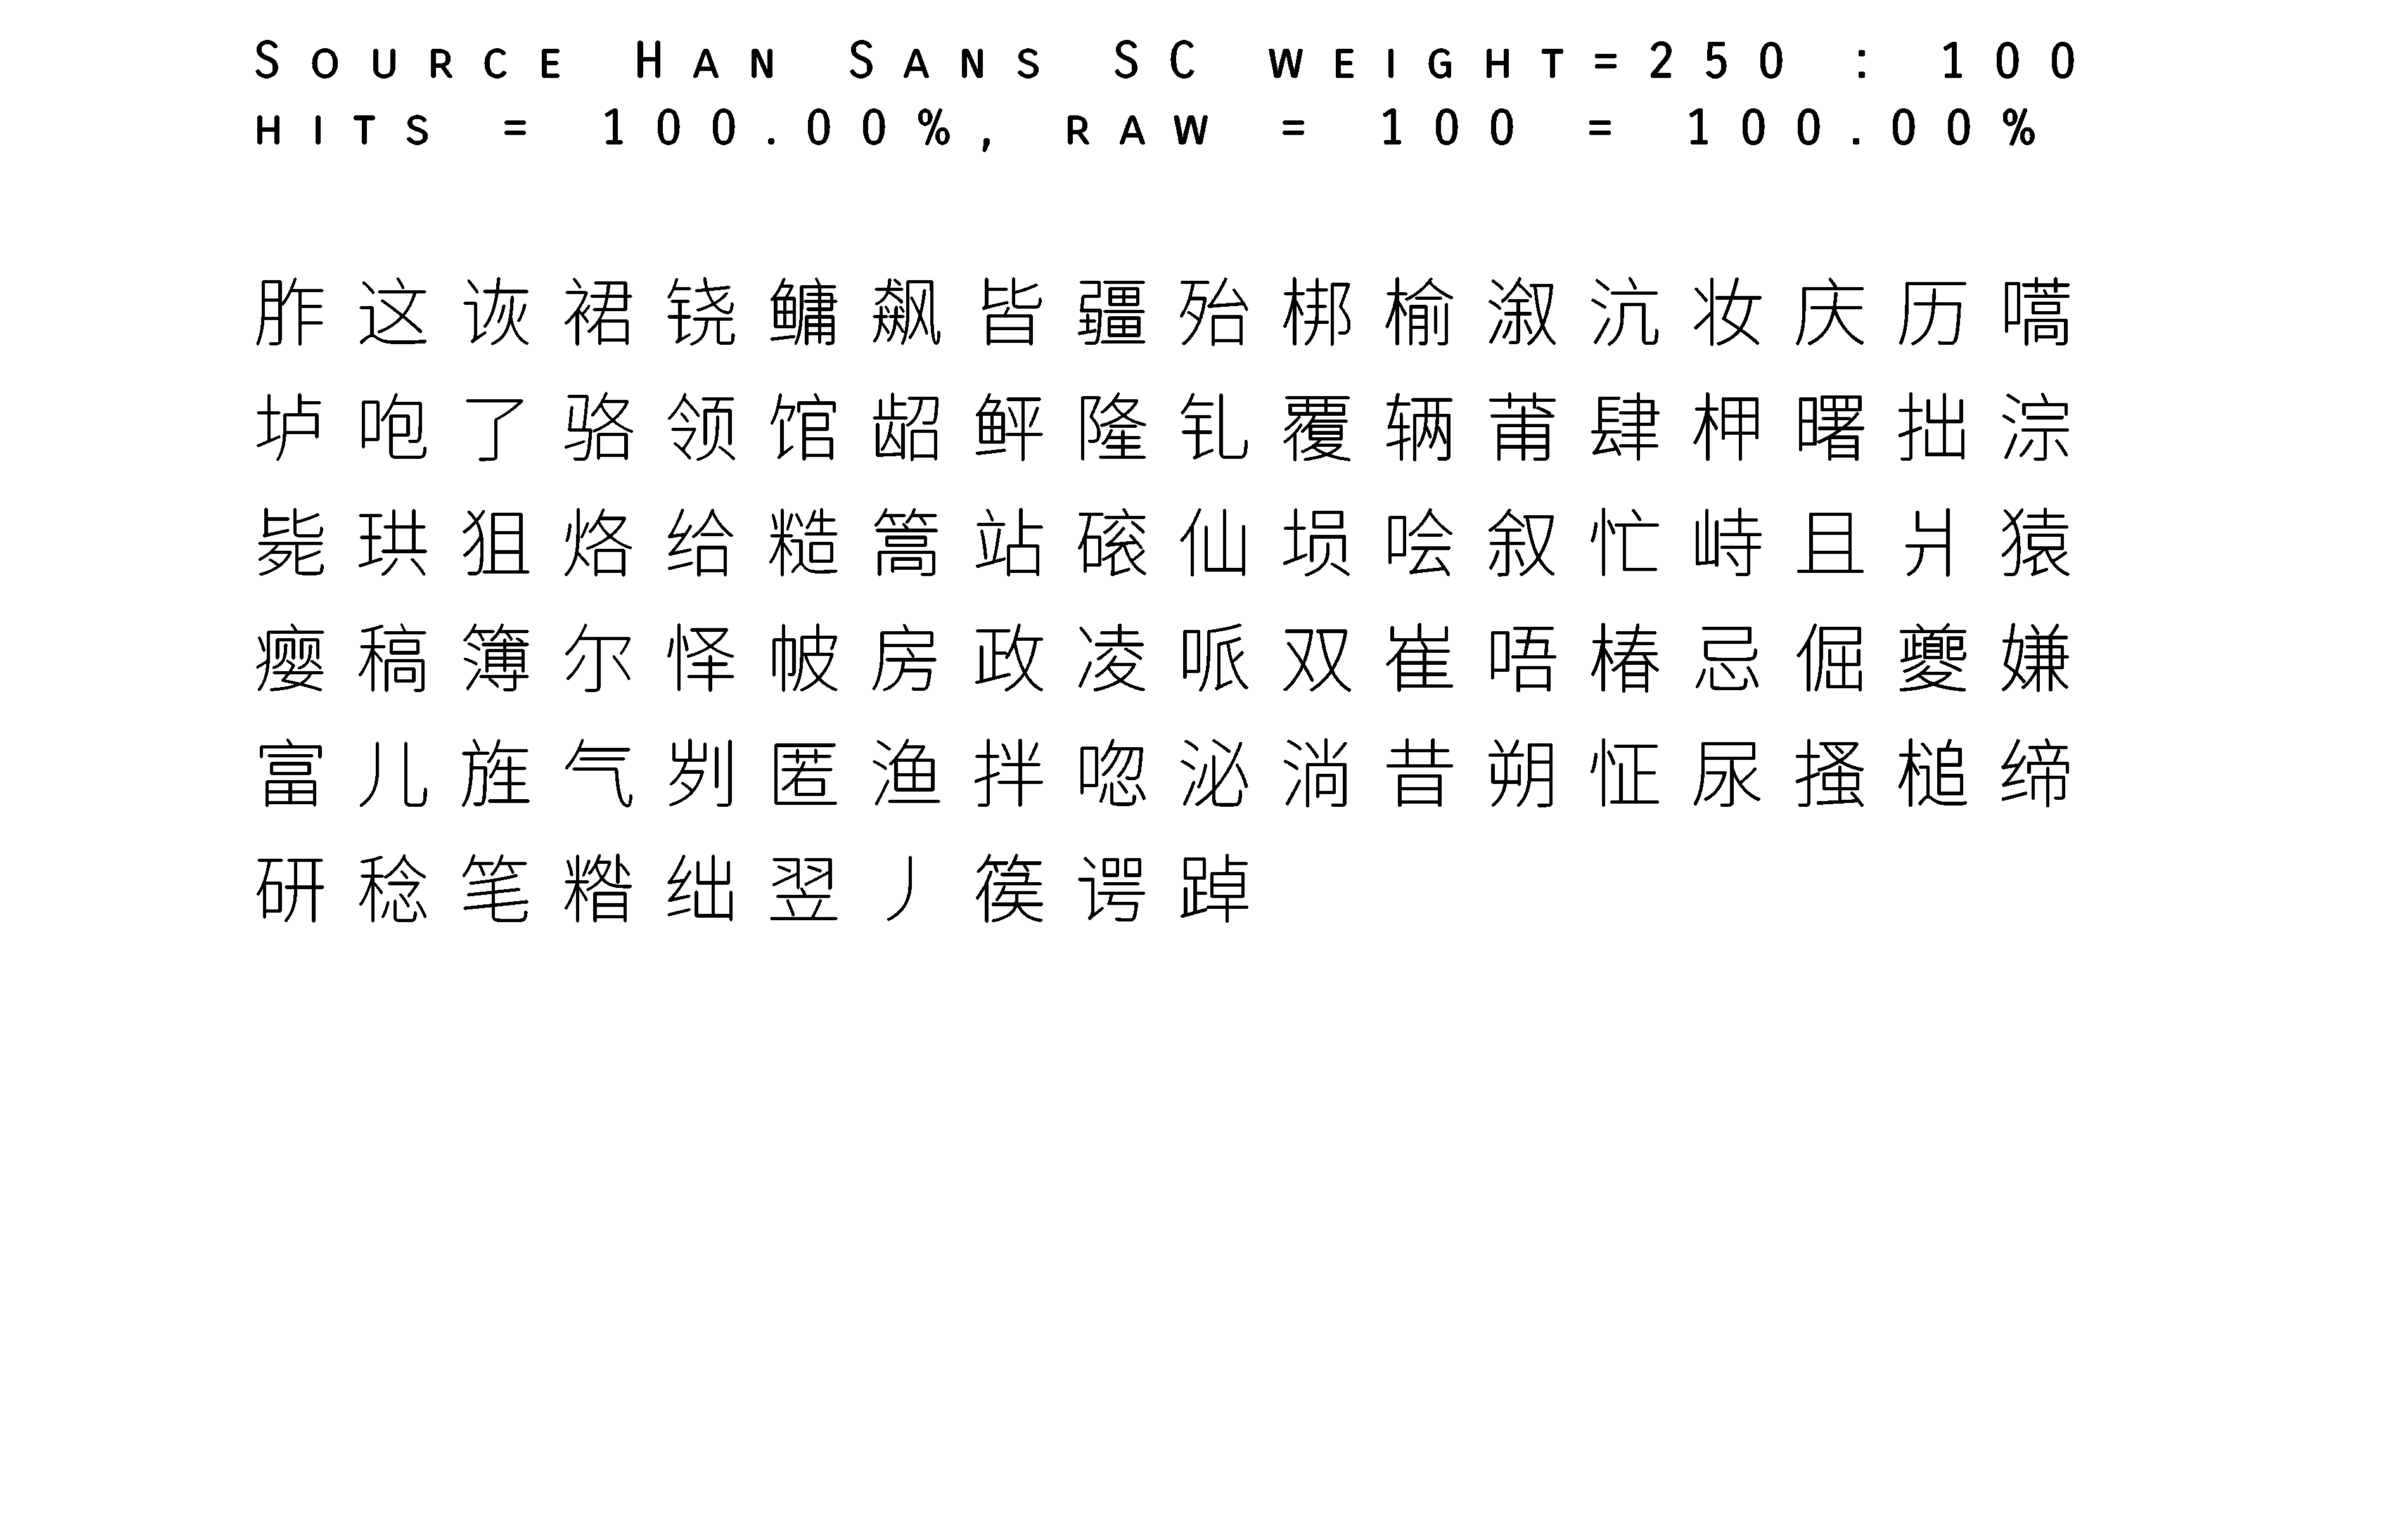 Source Han Sans SC weight=250 : 100
hits = 100.00%, raw = 100 = 100.00%
胙这诙裙铙鳙飙皆疆殆梆榆溆沆妆庆历嚆
垆咆了骆领馆龆鲆隆钆覆辆莆肆柙曙拙淙
毙珙狙烙给糙篙站磙仙埙哙叙忙峙且爿猿
瘿稿簿尔怿帔房政凌哌双崔唔椿忌倔夔嫌
富儿旌气刿匿渔拌唿泌淌昔朔怔尿搔槌缔
研稔笔糌绌翌丿篌谔踔